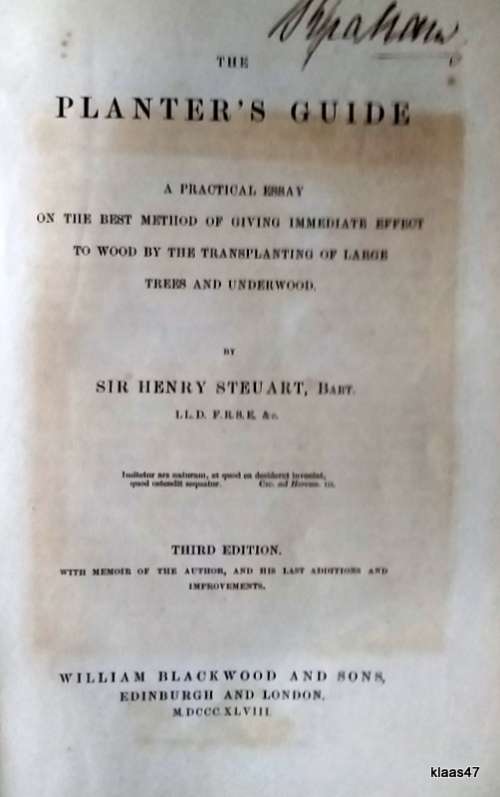 THE
PLANTER'S GUIDE
A PRACTICAL ESSAY
ON THE BEST METHOD OF GIVING IMMEDIATE EFFECT
TO WOOD BY THE TRANSPLANTING OF LARGE
TREES AND UNDERWOOD.
BY
SIR HENRY STEUART, BART.
LL.D. F.R.S.E. &c.
Imitetur ars naturam, et quod ea desideret inveniat,
quod ostendit sequatur. CIC. ad HEREN. III.
THIRD EDITION.
WITH MEMOIR OF THE AUTHOR, AND HIS LAST ADDITIONS AND
IMPROVEMENTS.
WILLIAM BLACKWOOD AND SONS,
EDINBURGH AND LONDON.
M.DCCC.XLVIII.
klaas47